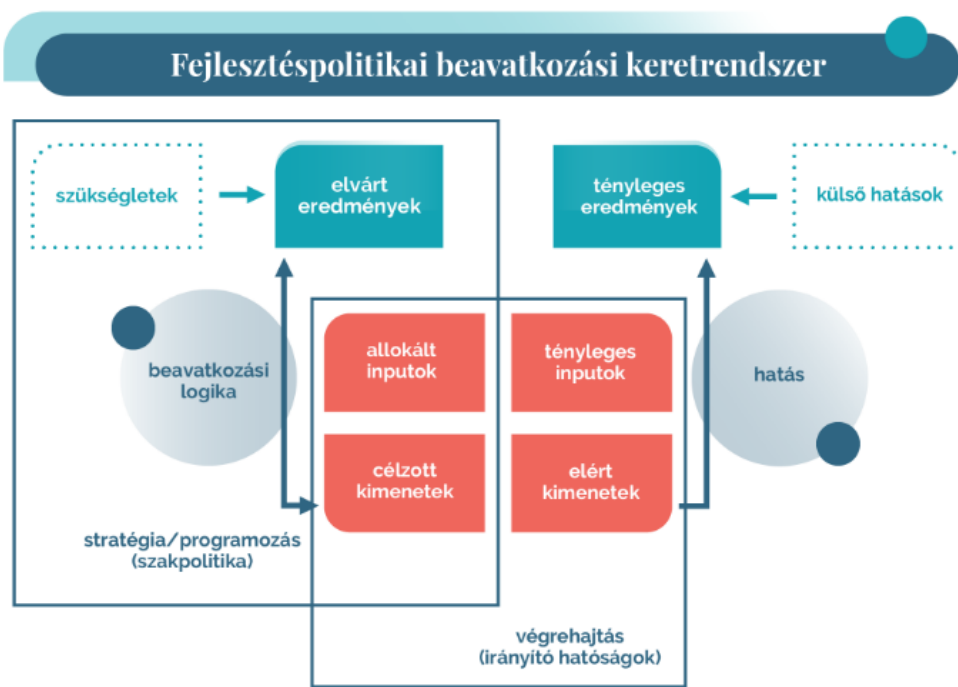 Fejlesztéspolitikai beavatkozási keretrendszer
szükségletek
elvárt
eredmények
tényleges
eredmények
külső hatások
beavatkozási
logika
allokált
inputok
tényleges
inputok
hatás
célzott
kimenetek
elért
kimenetek
stratégia/programozás
(szakpolitika)
végrehajtás
(irányító hatóságok)